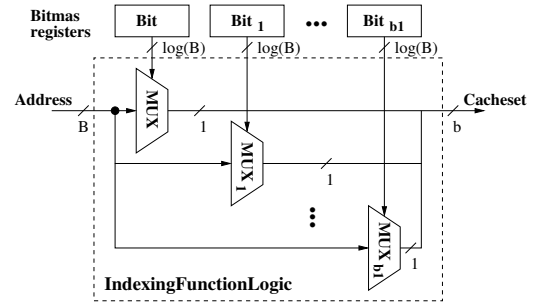 Bitmas
registers
Bit
Bit 1
Bit b1
log(B)
log(B)
log(B)
Address
B
MUX
1
Cacheset
b
MUX 1
1
MUX b1
1
IndexingFunctionLogic